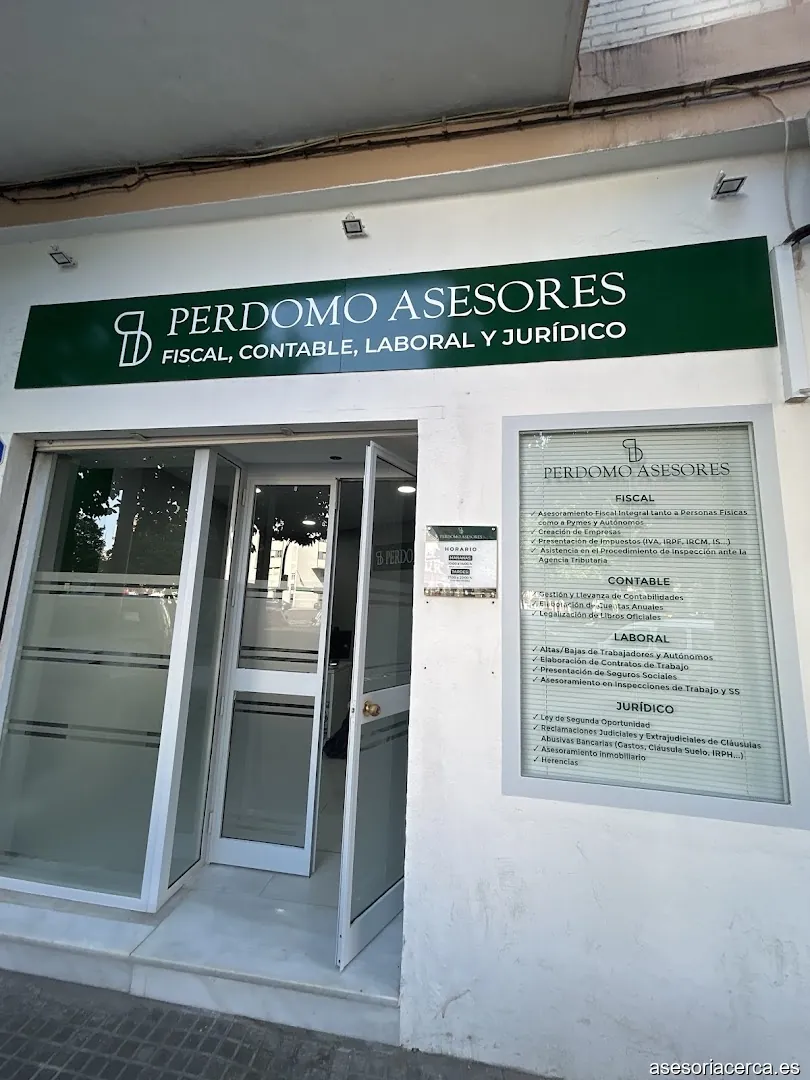 PERDOMO ASESORES
FISCAL, CONTABLE, LABORAL Y JURÍDICO
PERDOMO ASESORES
FISCAL
✓ Asesoramiento Fiscal Integral tanto a Personas Físicas
como a Pymes y Autónomos
✓ Creación de Empresas
✓ Presentación de Impuestos (IVA, IRPF, IRCM, IS...)
✓ Asistencia en el Procedimiento de Inspección ante la
Agencia Tributaria
CONTABLE
✓ Gestión y Llevanza de Contabilidades
✓ Elaboración de Cuentas Anuales
✓ Legalización de Libros Oficiales
LABORAL
✓ Altas/Bajas de Trabajadores y Autónomos
✓ Elaboración de Contratos de Trabajo
✓ Presentación de Seguros Sociales
✓ Asesoramiento en Inspecciones de Trabajo y SS
JURÍDICO
✓ Ley de Segunda Oportunidad
✓ Reclamaciones Judiciales y Extrajudiciales de Cláusulas
Abusivas Bancarias (Gastos, Cláusula Suelo, IRPH...)
✓ Asesoramiento Inmobiliario
✓ Herencias
PERDOMO ASESORES
HORARIO
MAÑANAS
TARDES
PERDO
asesoriacerca.es